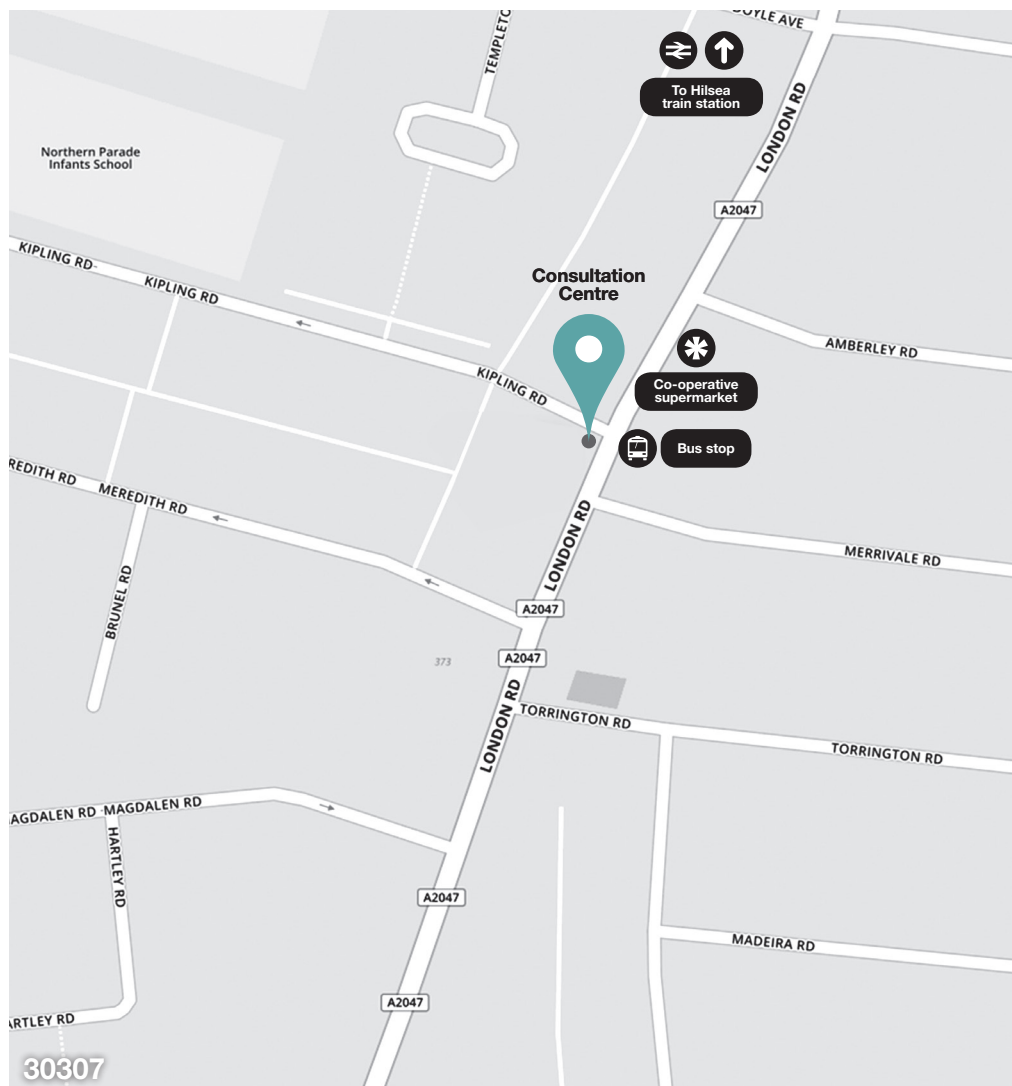 OYLE AVE
TEMPLETO
To Hilsea
train station
LONDON RD
Northern Parade
Infants School
A2047
KIPLING RD
KIPLING RD
Consultation
Centre
AMBERLEY RD
KIPLING RD
Co-operative
supermarket
Bus stop
REDITH RD
MEREDITH RD
LONDON RD
MERRIVALE RD
BRUNEL RD
A2047
373
A2047
LONDON RD
TORRINGTON RD
TORRINGTON RD
AGDALEN RD
MAGDALEN RD
HARTLEY RD
A2047
MADEIRA RD
A2047
ARTLEY RD
30307